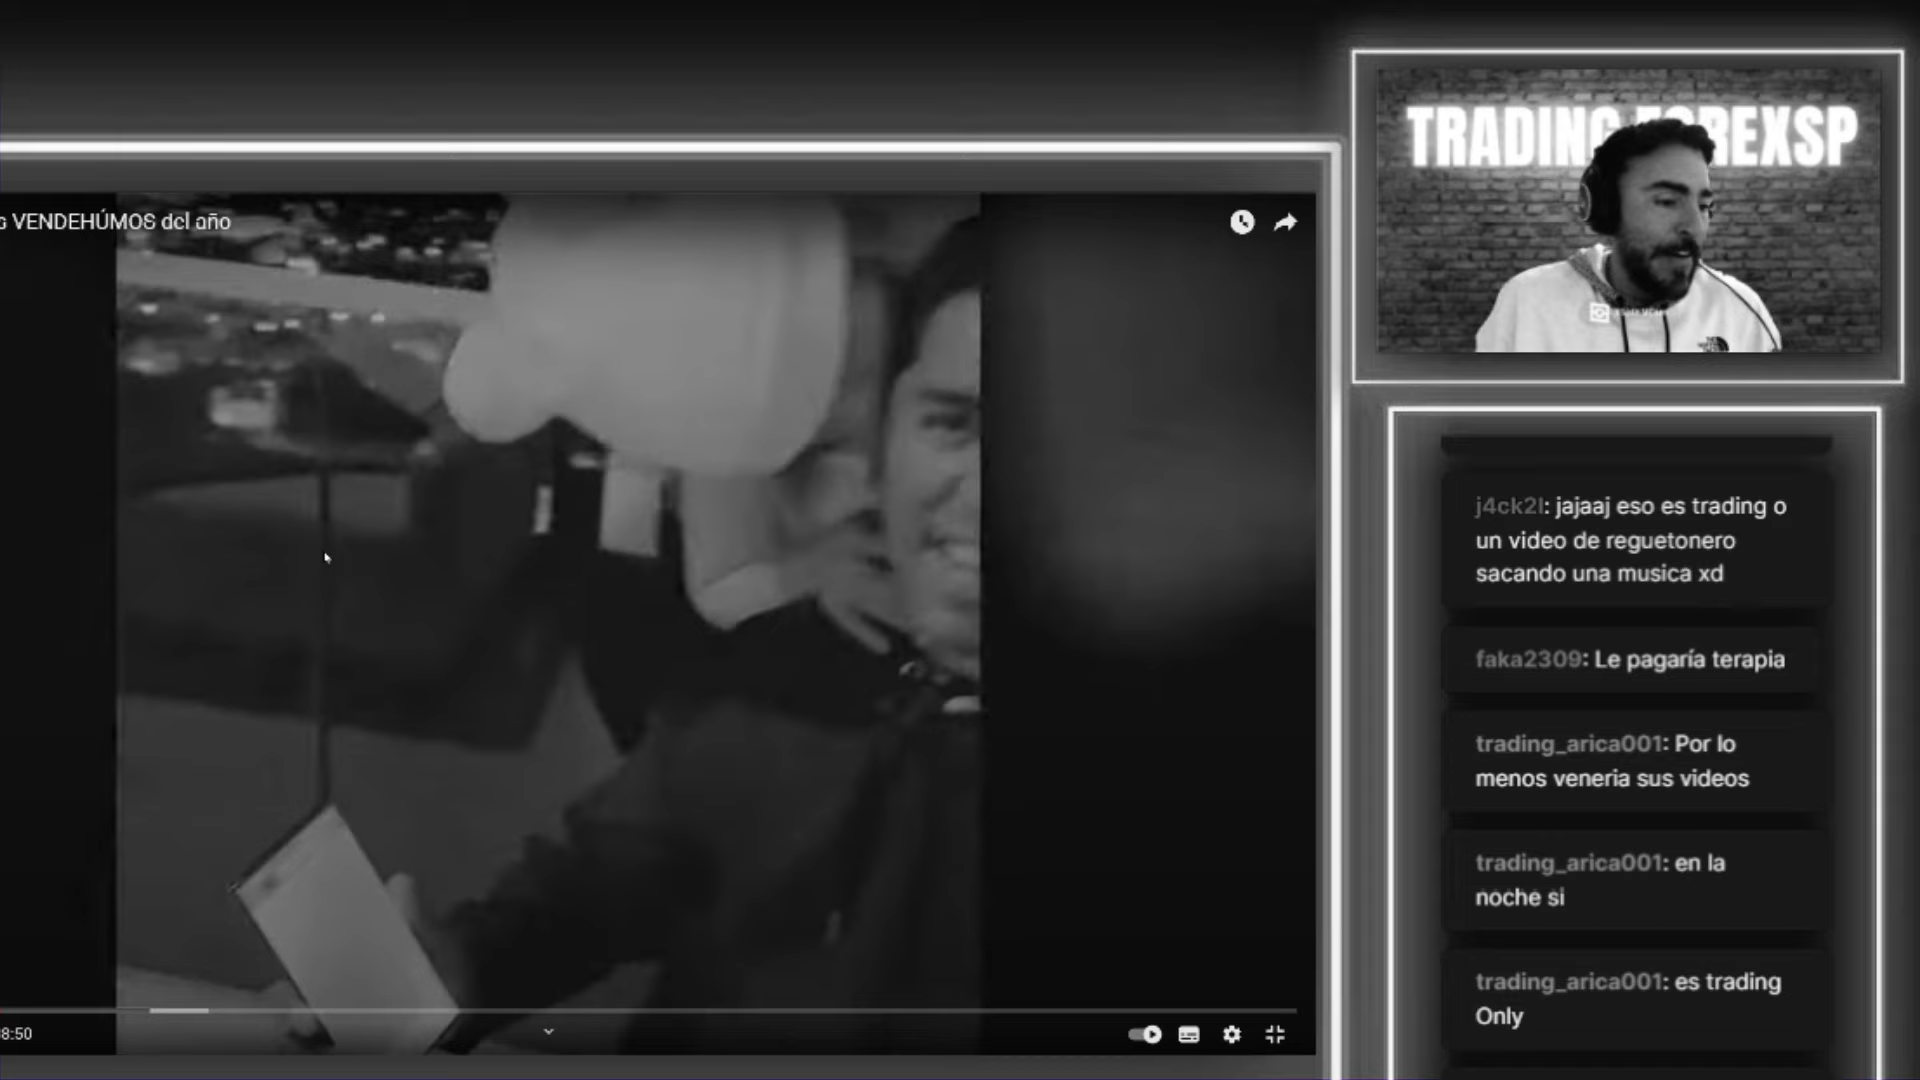 VENDEHÚMOS del año
TRADING FOREXSP
j4ck2l: jajaaj eso es trading o
un video de reguetonero
sacando una musica xd
faka2309: Le pagaría terapia
trading_arica001: Por lo
menos veneria sus videos
trading_arica001: en la
noche si
trading_arica001: es trading
Only
8:50